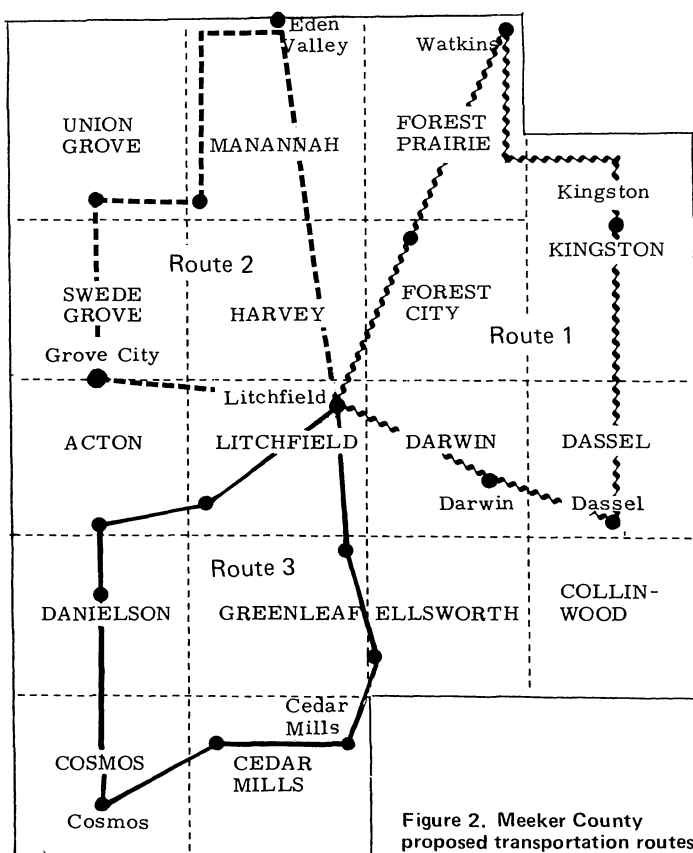 Eden
Valley
Watkins
UNION
GROVE
MANANNAH
FOREST
PRAIRIE
Kingston
KINGSTON
Route 2
SWEDE
GROVE
HARVEY
FOREST
CITY
Route 1
Grove City
Litchfield
ACTON
LITCHFIELD
DARWIN
DASSEL
Darwin
Dassel
Route 3
DANIELSON
GREENLEAF
ELLSWORTH
COLLIN-
WOOD
Cedar
Mills
COSMOS
CEDAR
MILLS
Cosmos
Figure 2. Meeker County
proposed transportation routes